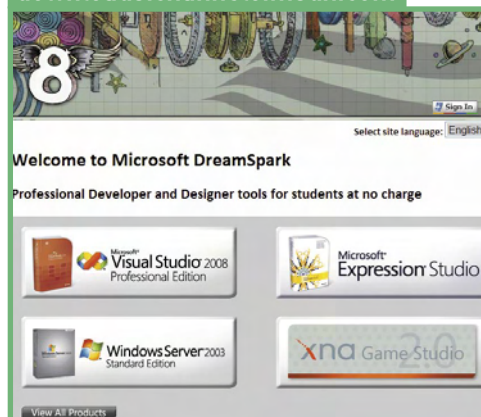 8
Sign In
Select site language: English
Welcome to Microsoft DreamSpark
Professional Developer and Designer tools for students at no charge
Microsoft
Visual Studio 2008
Professional Edition
Microsoft
Expression Studio
Windows Server 2003
Standard Edition
xna Game Studio 2.0
View All Products